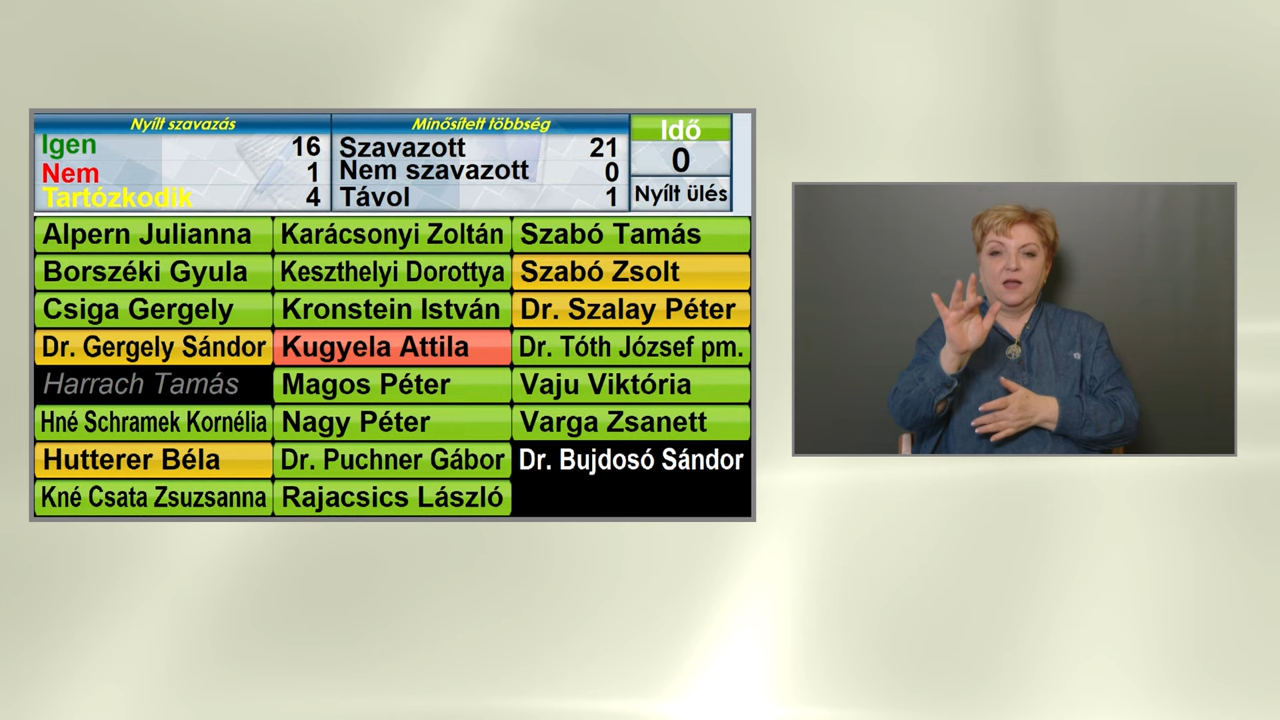 Nyílt szavazás
Igen 16
Nem 1
Tartózkodik 4
Minősített többség
Szavazott 21
Nem szavazott 0
Távol 1
Idő
0
Nyílt ülés
Alpern Julianna
Borszéki Gyula
Csiga Gergely
Dr. Gergely Sándor
Harrach Tamás
Hné Schramek Kornélia
Hutterer Béla
Kné Csata Zsuzsanna
Karácsonyi Zoltán
Keszthelyi Dorottya
Kronstein István
Kugyela Attila
Magos Péter
Nagy Péter
Dr. Puchner Gábor
Rajacsics László
Szabó Tamás
Szabó Zsolt
Dr. Szalay Péter
Dr. Tóth József pm.
Vaju Viktória
Varga Zsanett
Dr. Bujdosó Sándor